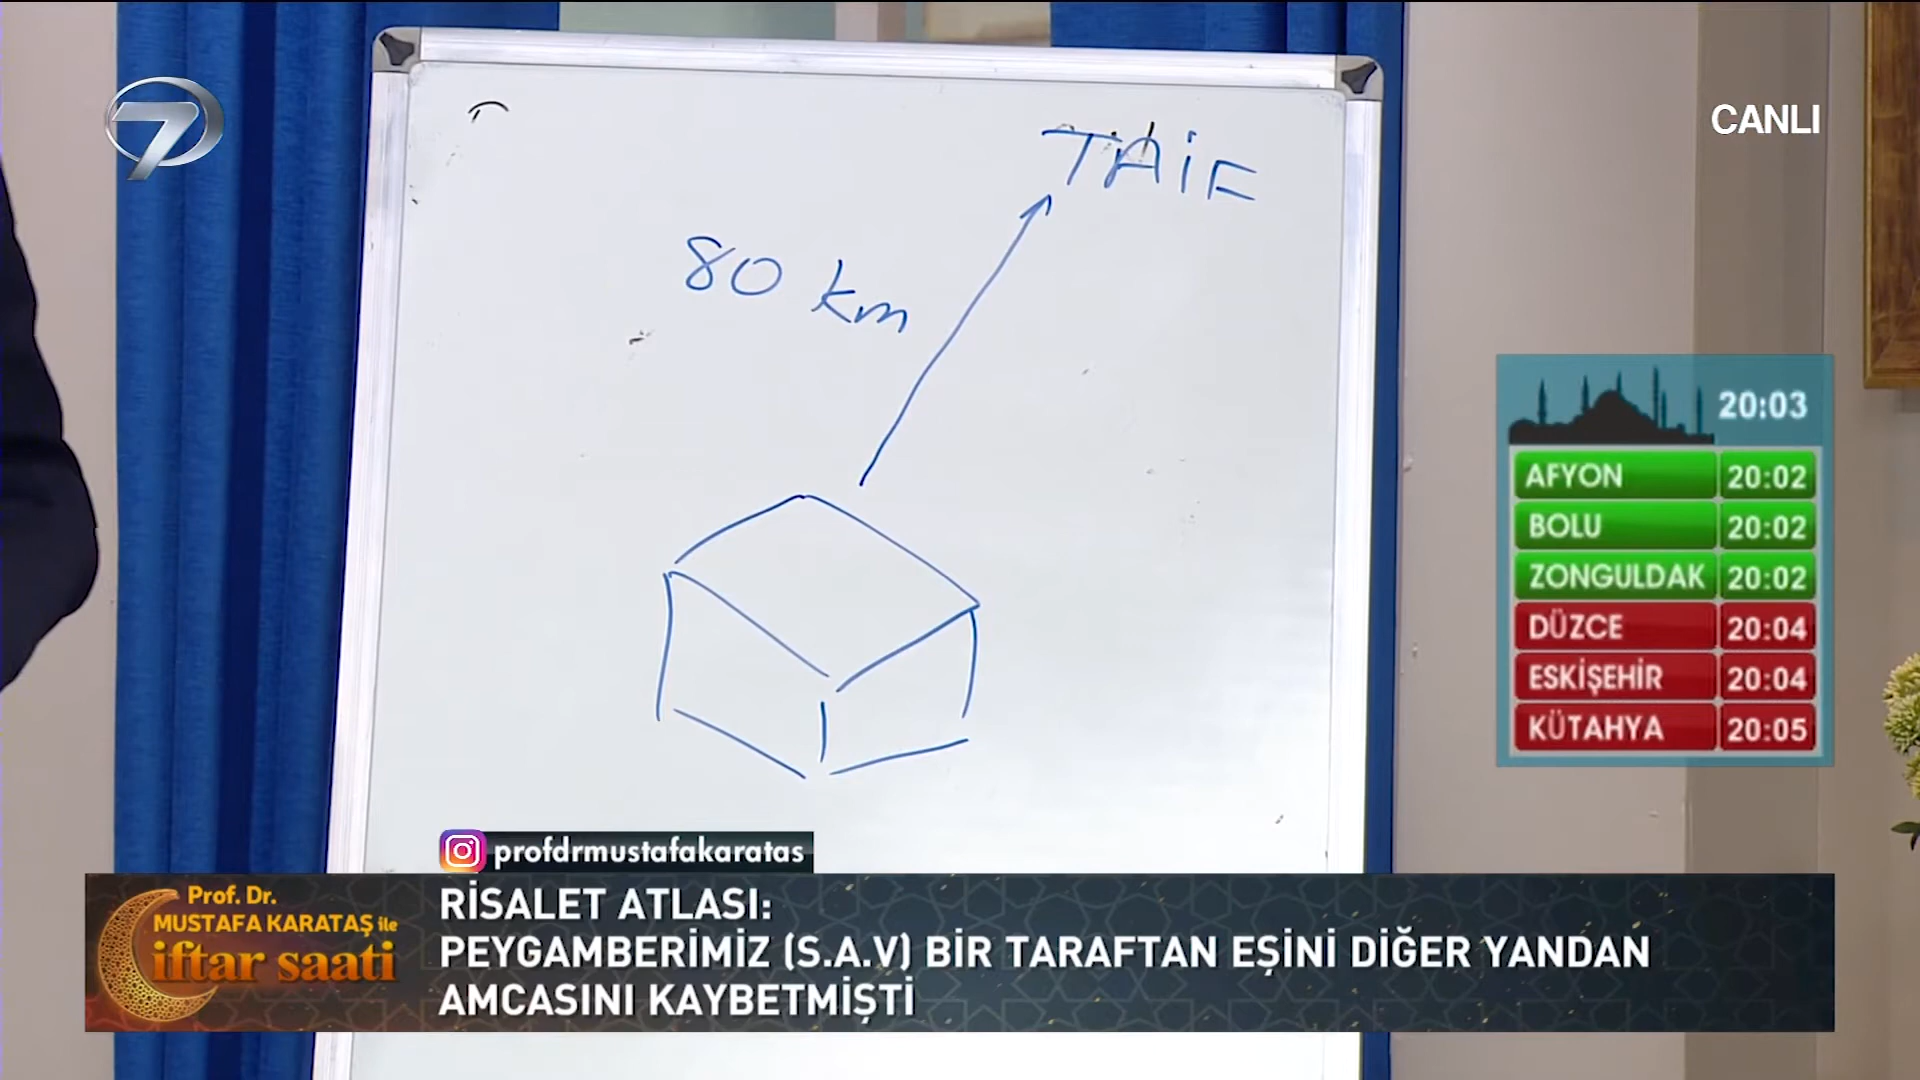 7
CANLI
TAİF
80 km
20:03
AFYON 20:02
BOLU 20:02
ZONGULDAK 20:02
DÜZCE 20:04
ESKİŞEHİR 20:04
KÜTAHYA 20:05
profdrmustafakaratas
Prof. Dr.
MUSTAFA KARATAŞ ile
iftar saati
RİSALET ATLASI:
PEYGAMBERİMİZ (S.A.V) BİR TARAFTAN EŞİNİ DİĞER YANDAN
AMCASINI KAYBETMİŞTİ